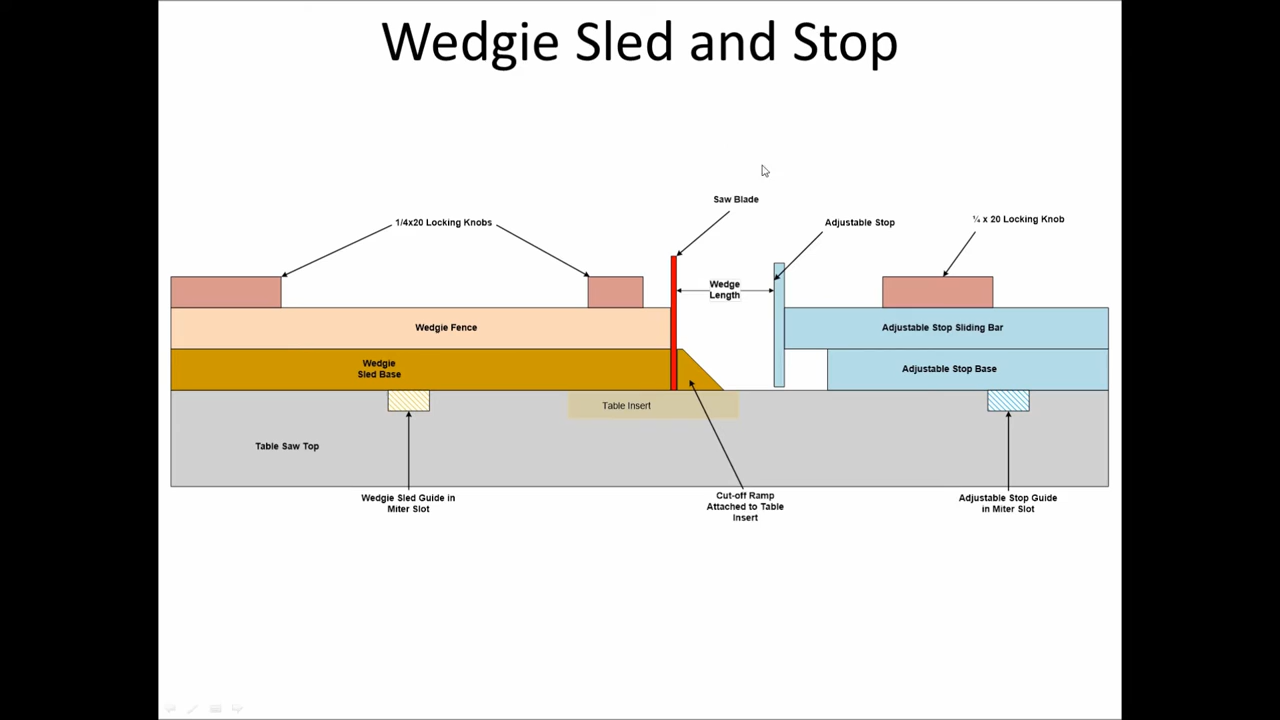 Wedgie Sled and Stop
Saw Blade
1/4x20 Locking Knobs
Adjustable Stop
¼ x 20 Locking Knob
Wedge
Length
Wedgie Fence
Adjustable Stop Sliding Bar
Wedgie
Sled Base
Adjustable Stop Base
Table Insert
Table Saw Top
Wedgie Sled Guide in
Miter Slot
Cut-off Ramp
Attached to Table
Insert
Adjustable Stop Guide
in Miter Slot